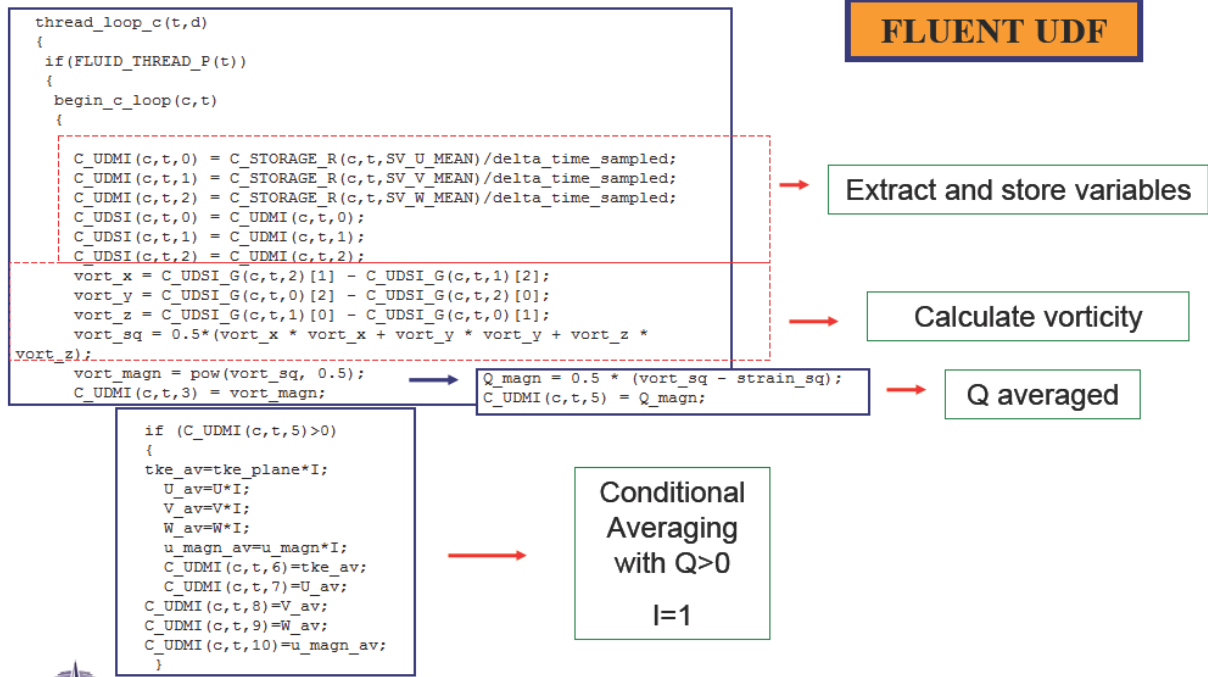 FLUENT UDF
thread_loop_c(t,d)
{
if(FLUID_THREAD_P(t))
{
begin_c_loop(c,t)
{
C_UDMI(c,t,0) = C_STORAGE_R(c,t,SV_U_MEAN)/delta_time_sampled;
C_UDMI(c,t,1) = C_STORAGE_R(c,t,SV_V_MEAN)/delta_time_sampled;
C_UDMI(c,t,2) = C_STORAGE_R(c,t,SV_W_MEAN)/delta_time_sampled;
C_UDSI(c,t,0) = C_UDMI(c,t,0);
C_UDSI(c,t,1) = C_UDMI(c,t,1);
C_UDSI(c,t,2) = C_UDMI(c,t,2);
Extract and store variables
vort_x = C_UDSI_G(c,t,2)[1] - C_UDSI_G(c,t,1)[2];
vort_y = C_UDSI_G(c,t,0)[2] - C_UDSI_G(c,t,2)[0];
vort_z = C_UDSI_G(c,t,1)[0] - C_UDSI_G(c,t,0)[1];
vort_sq = 0.5*(vort_x * vort_x + vort_y * vort_y + vort_z *
vort_z);
Calculate vorticity
vort_magn = pow(vort_sq, 0.5);
C_UDMI(c,t,3) = vort_magn;
Q_magn = 0.5 * (vort_sq - strain_sq);
C_UDMI(c,t,5) = Q_magn;
Q averaged
if (C_UDMI(c,t,5)>0)
{
tke_av=tke_plane*I;
U_av=U*I;
V_av=V*I;
W_av=W*I;
u_magn_av=u_magn*I;
C_UDMI(c,t,6)=tke_av;
C_UDMI(c,t,7)=U_av;
C_UDMI(c,t,8)=V_av;
C_UDMI(c,t,9)=W_av;
C_UDMI(c,t,10)=u_magn_av;
}
Conditional
Averaging
with Q>0
I=1